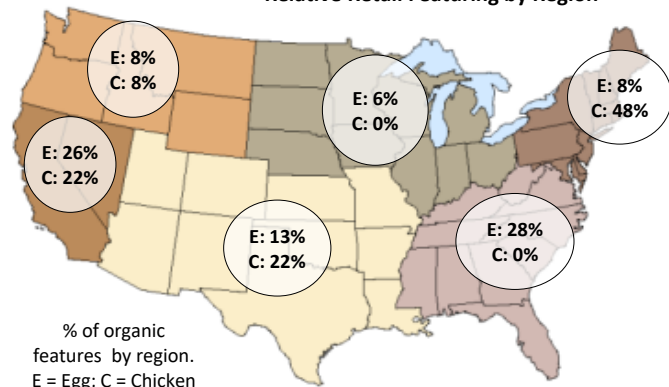 Relative Retail Featuring by Region
E: 8%
C: 8%
E: 6%
C: 0%
E: 8%
C: 48%
E: 26%
C: 22%
E: 13%
C: 22%
E: 28%
C: 0%
% of organic
features by region.
E = Egg; C = Chicken